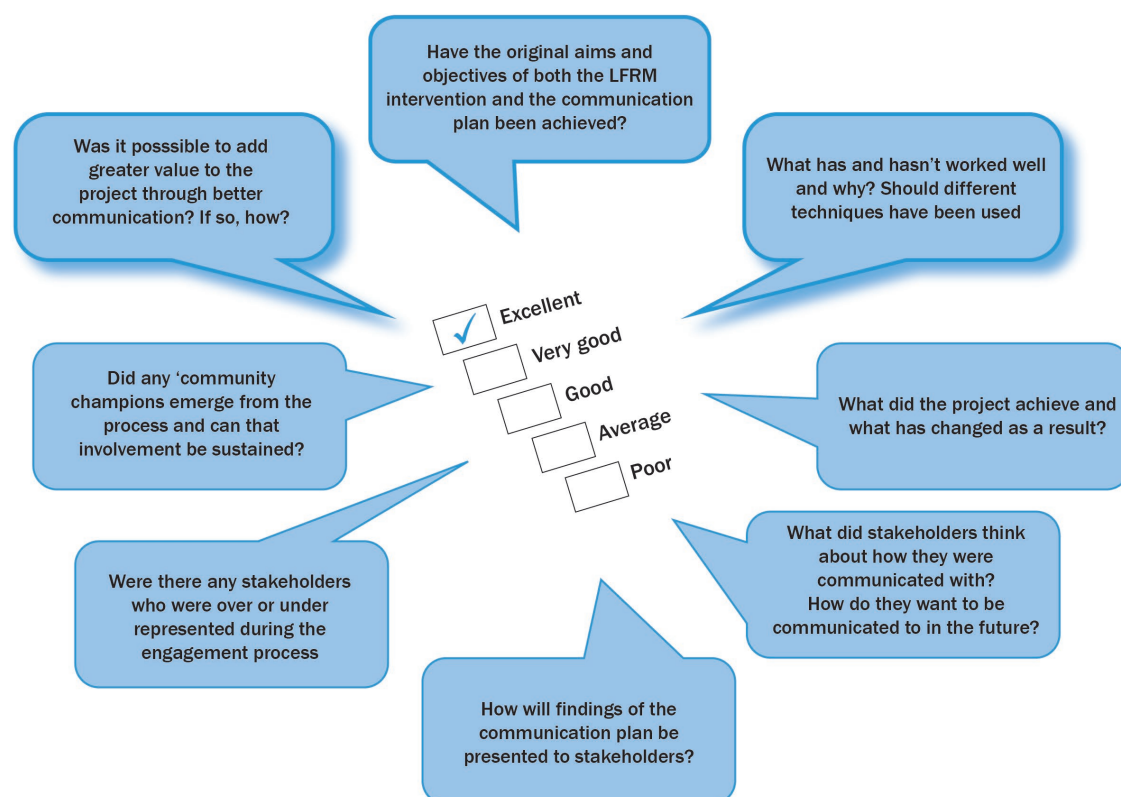 Have the original aims and
objectives of both the LFRM
intervention and the communication
plan been achieved?
Was it posssible to add
greater value to the
project through better
communication? If so, how?
What has and hasn't worked well
and why? Should different
techniques have been used
Excellent
Very good
Good
Average
Poor
Did any ‘community
champions emerge from the
process and can that
involvement be sustained?
What did the project achieve and
what has changed as a result?
Were there any stakeholders
who were over or under
represented during the
engagement process
What did stakeholders think
about how they were
communicated with?
How do they want to be
communicated to in the future?
How will findings of the
communication plan be
presented to stakeholders?